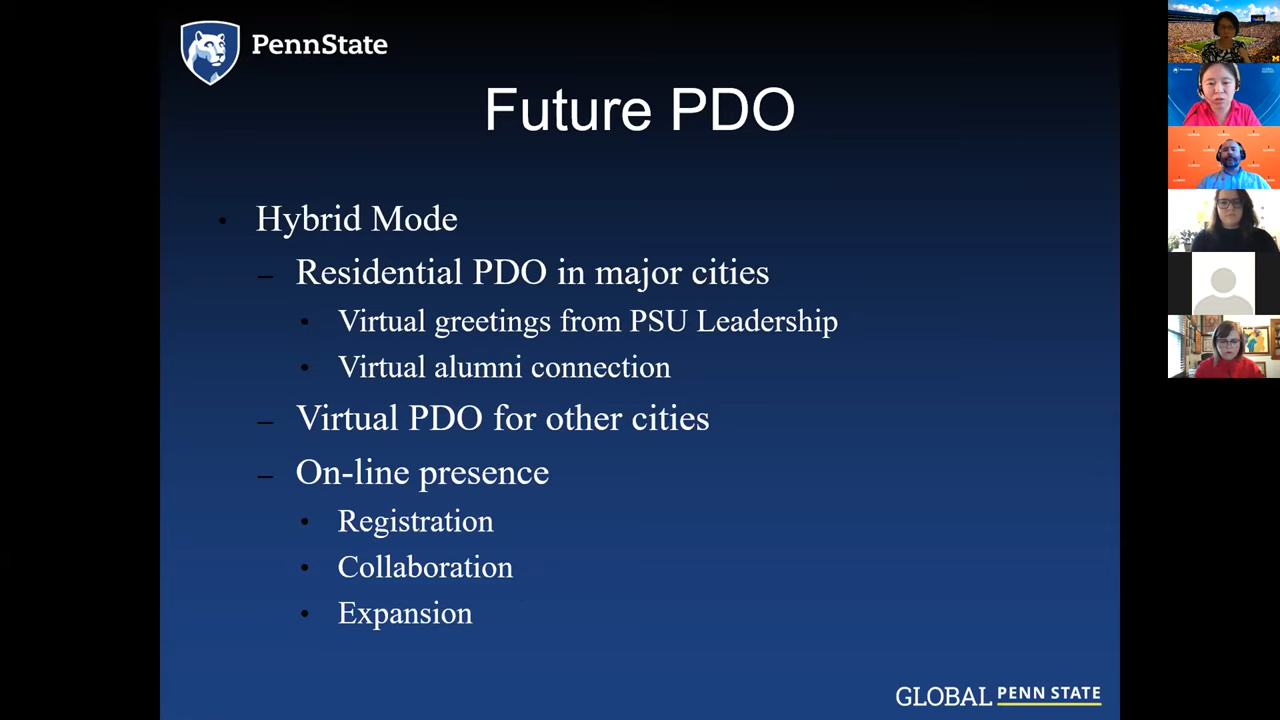 PennState
Future PDO
• Hybrid Mode
– Residential PDO in major cities
• Virtual greetings from PSU Leadership
• Virtual alumni connection
– Virtual PDO for other cities
– On-line presence
• Registration
• Collaboration
• Expansion
GLOBAL PENN STATE